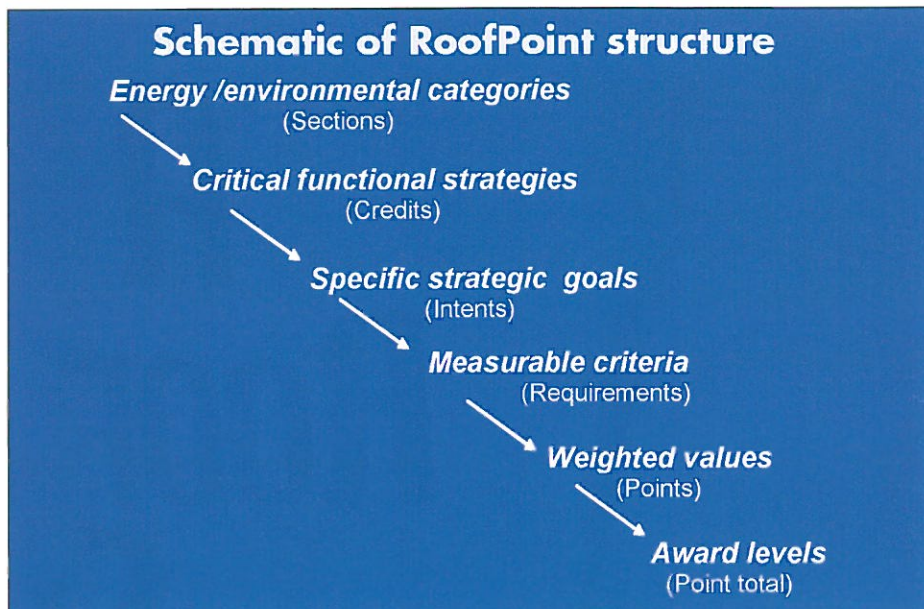 Schematic of RoofPoint structure
Energy /environmental categories
(Sections)
Critical functional strategies
(Credits)
Specific strategic goals
(Intents)
Measurable criteria
(Requirements)
Weighted values
(Points)
Award levels
(Point total)